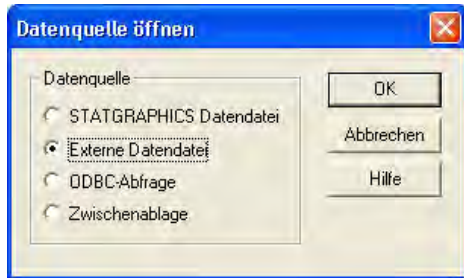 Datenquelle öffnen
Datenquelle
STATGRAPHICS Datendatei
Externe Datendatei
ODBC-Abfrage
Zwischenablage
OK
Abbrechen
Hilfe